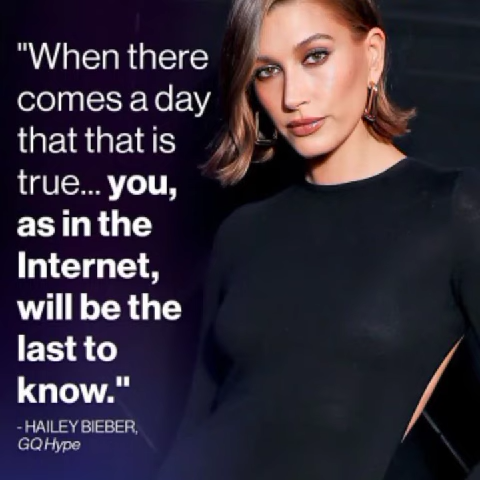 "When there
comes a day
that that is
true... you,
as in the
Internet,
will be the
last to
know."
- HAILEY BIEBER,
GQ Hype